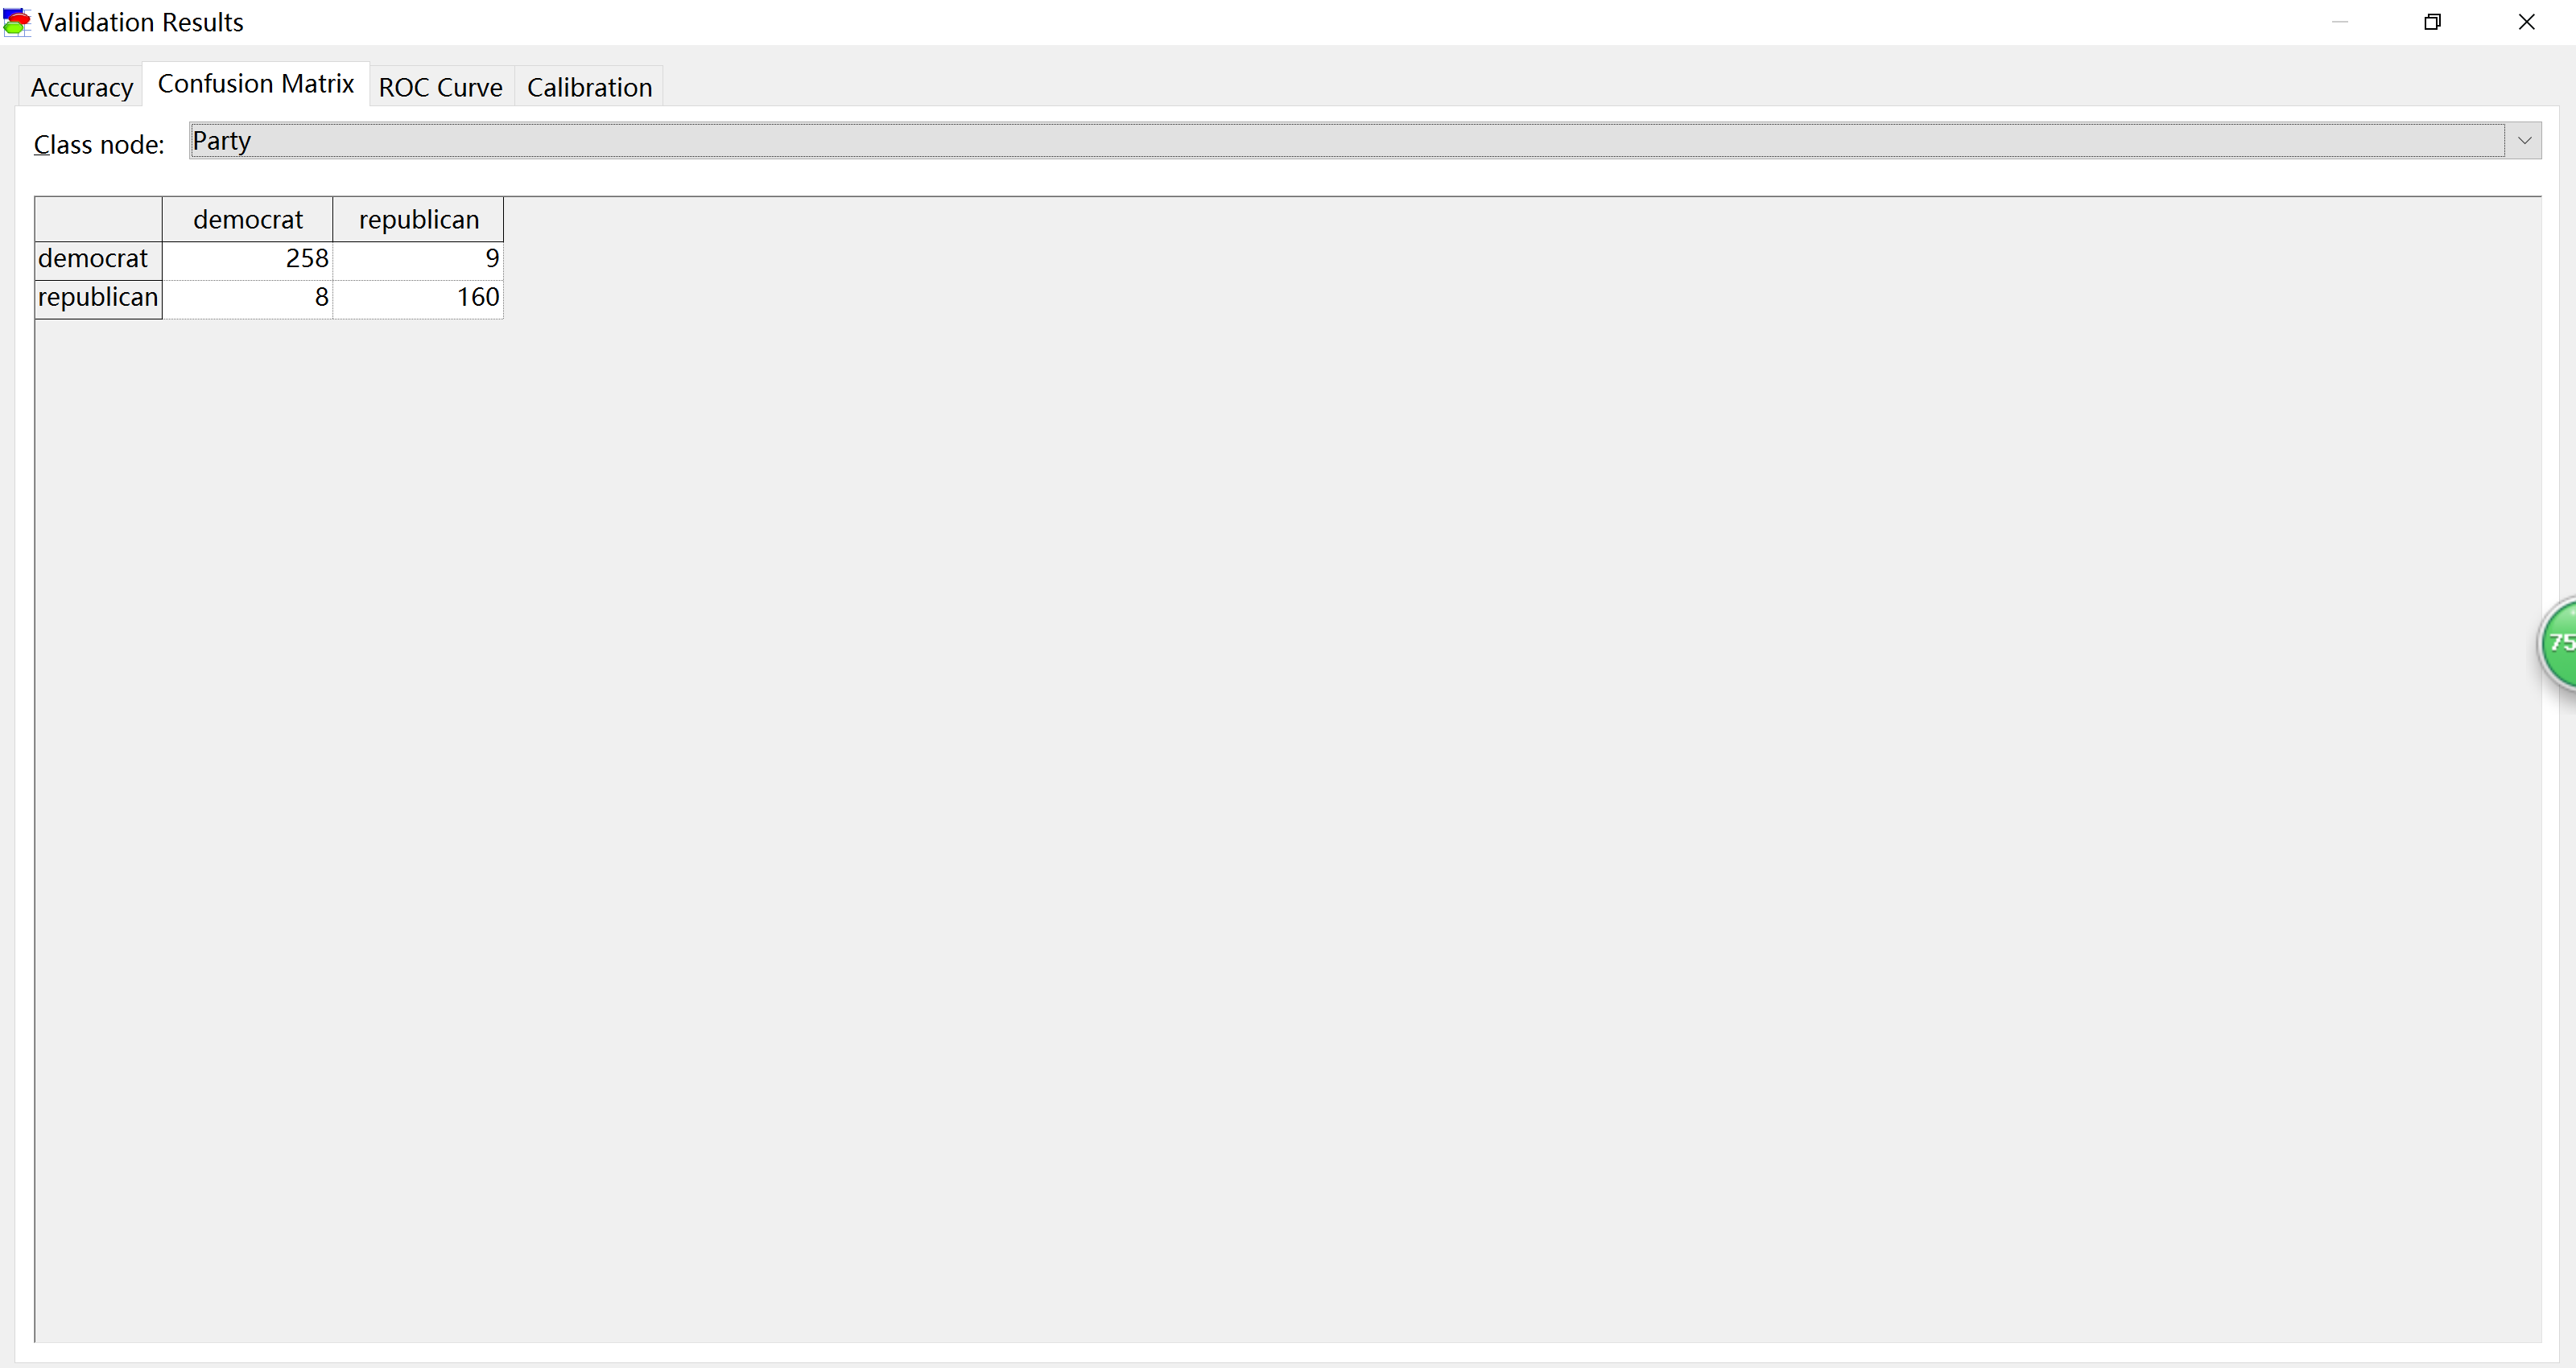 Validation Results
Accuracy Confusion Matrix ROC Curve Calibration
Class node: Party
democrat republican
democrat 258 9
republican 8 160
75